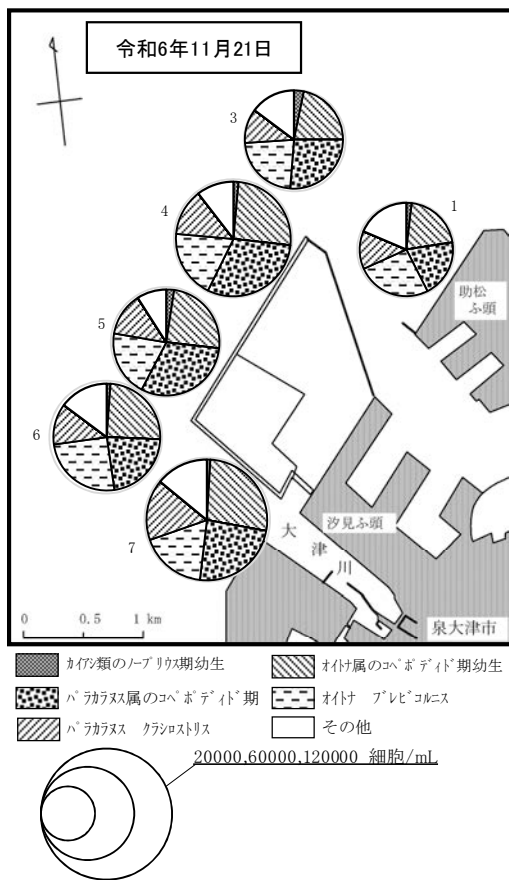 令和6年11月21日
3
1
4
助松
ふ頭
5
6
7
汐見ふ頭
大津川
0 0.5 1 km
泉大津市
カイアシ類のノープリウス期幼生
オイトナ属のコペポディド期幼生
パラカラヌス属のコペポディド期
オイトナ ブレビコルニス
パラカラヌス クラシロストリス
その他
20000,60000,120000 細胞/mL